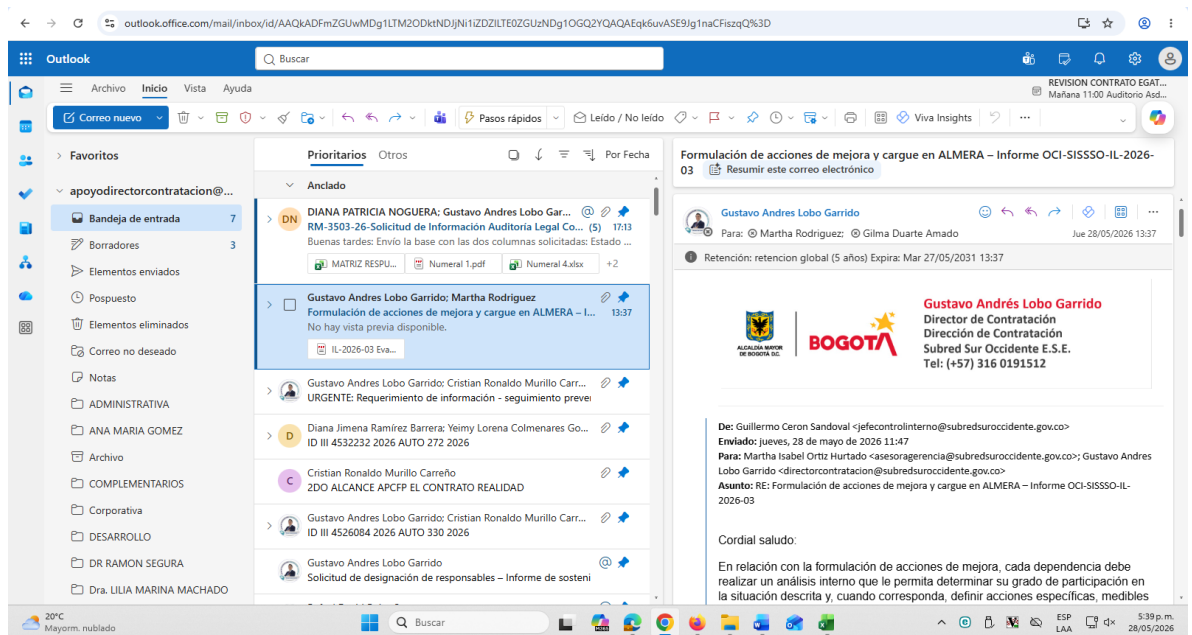 outlook.office.com/mail/inbox/id/AAQkADFmZGUwMDg1LTM2ODktNDJjNi1iZDZlLTE0ZGUzNDg1OGQ2YQAQAEqk6uvASE9Jg1naCFiszqQ%3D
Outlook
Buscar
Archivo Inicio Vista Ayuda
REVISION CONTRATO EGAT...
Mañana 11:00 Auditorio Asd...
Correo nuevo
Pasos rápidos
Leído / No leído
Viva Insights
Favoritos
apoyodirectorcontratacion@...
Bandeja de entrada 7
Borradores 3
Elementos enviados
Pospuesto
Elementos eliminados
Correo no deseado
Notas
ADMINISTRATIVA
ANA MARIA GOMEZ
Archivo
COMPLEMENTARIOS
Corporativa
DESARROLLO
DR RAMON SEGURA
Dra. LILIA MARINA MACHADO
Prioritarios Otros Por Fecha
Anclado
DN
DIANA PATRICIA NOGUERA; Gustavo Andres Lobo Gar...
RM-3503-26-Solicitud de Información Auditoría Legal Co... (5) 17:13
Buenas tardes: Envío la base con las dos columnas solicitadas: Estado ...
MATRIZ RESPU... Numeral 1.pdf Numeral 4.xlsx +2
Gustavo Andres Lobo Garrido; Martha Rodriguez
Formulación de acciones de mejora y cargue en ALMERA – I... 13:37
No hay vista previa disponible.
IL-2026-03 Eva...
Gustavo Andres Lobo Garrido; Cristian Ronaldo Murillo Carr...
URGENTE: Requerimiento de información - seguimiento preve
D
Diana Jimena Ramírez Barrera; Yeimy Lorena Colmenares Go...
ID III 4532232 2026 AUTO 272 2026
C
Cristian Ronaldo Murillo Carreño
2DO ALCANCE APCFP EL CONTRATO REALIDAD
Gustavo Andres Lobo Garrido; Cristian Ronaldo Murillo Carr...
ID III 4526084 2026 AUTO 330 2026
Gustavo Andres Lobo Garrido
Solicitud de designación de responsables – Informe de sosteni
Formulación de acciones de mejora y cargue en ALMERA – Informe OCI-SISSSO-IL-2026-
03 Resumir este correo electrónico
Gustavo Andres Lobo Garrido
Para: Martha Rodriguez; Gilma Duarte Amado
Jue 28/05/2026 13:37
Retención: retencion global (5 años) Expira: Mar 27/05/2031 13:37
ALCALDÍA MAYOR
DE BOGOTÁ D.C.
BOGOTÁ
Gustavo Andrés Lobo Garrido
Director de Contratación
Dirección de Contratación
Subred Sur Occidente E.S.E.
Tel: (+57) 316 0191512
De: Guillermo Ceron Sandoval <jefecontrolinterno@subredsuroccidente.gov.co>
Enviado: jueves, 28 de mayo de 2026 11:47
Para: Martha Isabel Ortiz Hurtado <asesoragerencia@subredsuroccidente.gov.co>; Gustavo Andres
Lobo Garrido <directorcontratacion@subredsuroccidente.gov.co>
Asunto: RE: Formulación de acciones de mejora y cargue en ALMERA – Informe OCI-SISSSO-IL-
2026-03
Cordial saludo:
En relación con la formulación de acciones de mejora, cada dependencia debe
realizar un análisis interno que le permita determinar su grado de participación en
la situación descrita y, cuando corresponda, definir acciones específicas, medibles
20°C
Mayorm. nublado
Buscar
ESP
LAA
5:39 p.m.
28/05/2026